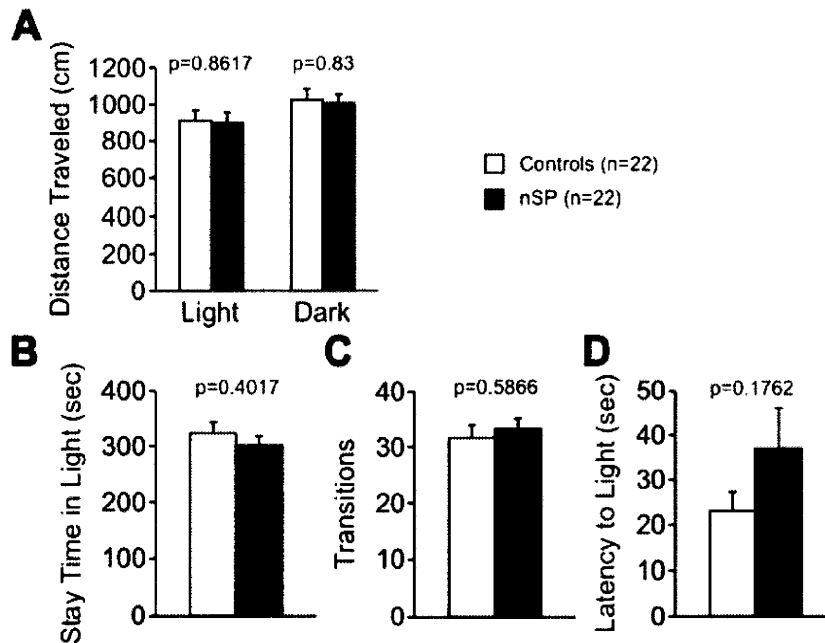 A
Distance Traveled (cm)
1200
1000
800
600
400
200
0
p=0.8617
p=0.83
Light
Dark
Controls (n=22)
nSP (n=22)
B
Stay Time in Light (sec)
400
300
200
100
0
p=0.4017
C
Transitions
40
30
20
10
0
p=0.5866
D
Latency to Light (sec)
50
40
30
20
10
0
p=0.1762